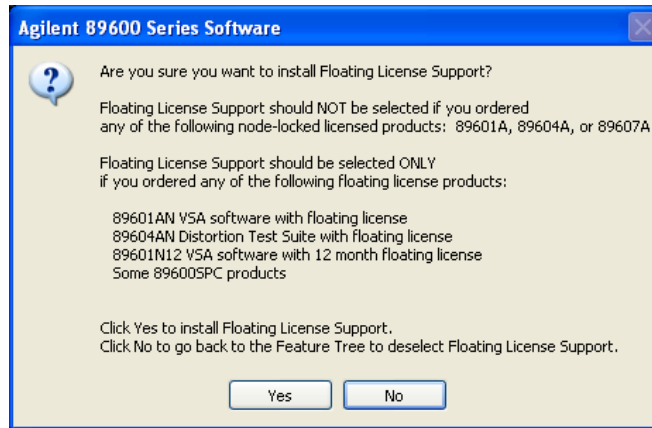 Agilent 89600 Series Software
Are you sure you want to install Floating License Support?
Floating License Support should NOT be selected if you ordered
any of the following node-locked licensed products:  89601A, 89604A, or 89607A
Floating License Support should be selected ONLY
if you ordered any of the following floating license products:
89601AN VSA software with floating license
89604AN Distortion Test Suite with floating license
89601N12 VSA software with 12 month floating license
Some 89600SPC products
Click Yes to install Floating License Support.
Click No to go back to the Feature Tree to deselect Floating License Support.
Yes
No